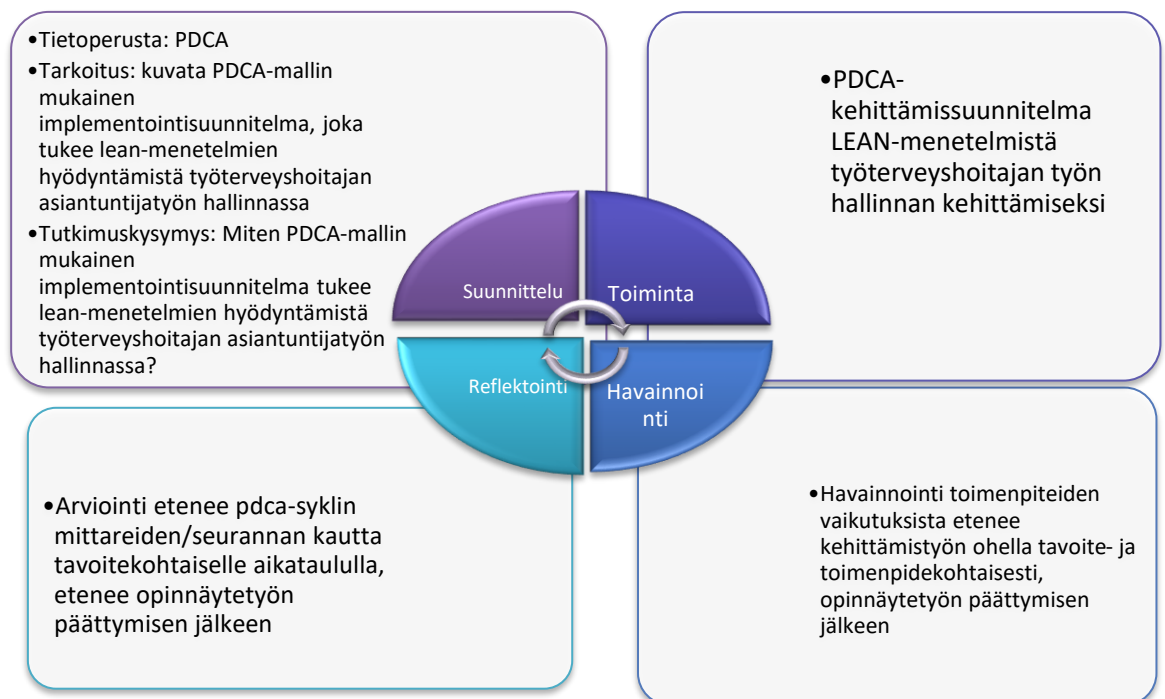 •Tietoperusta: PDCA
•Tarkoitus: kuvata PDCA-mallin
mukainen
implementointisuunnitelma, joka
tukee lean-menetelmien
hyödyntämistä työterveyshoitajan
asiantuntijatyön hallinnassa
•Tutkimuskysymys: Miten PDCA-mallin
mukainen
implementointisuunnitelma tukee
lean-menetelmien hyödyntämistä
työterveyshoitajan asiantuntijatyön
hallinnassa?
•PDCA-
kehittämissuunnitelma
LEAN-menetelmistä
työterveyshoitajan työn
hallinnan kehittämiseksi
Suunnittelu
Toiminta
Reflektointi
Havainnoi
nti
•Arviointi etenee pdca-syklin
mittareiden/seurannan kautta
tavoitekohtaiselle aikataululla,
etenee opinnäytetyön
päättymisen jälkeen
•Havainnointi toimenpiteiden
vaikutuksista etenee
kehittämistyön ohella tavoite- ja
toimenpidekohtaisesti,
opinnäytetyön päättymisen
jälkeen